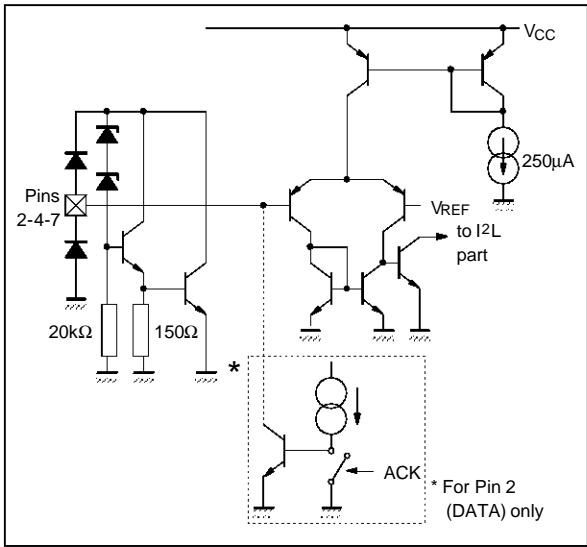 VCC
250μA
Pins
2-4-7
VREF
to I²L
part
20kΩ
150Ω
*
ACK
* For Pin 2
(DATA) only